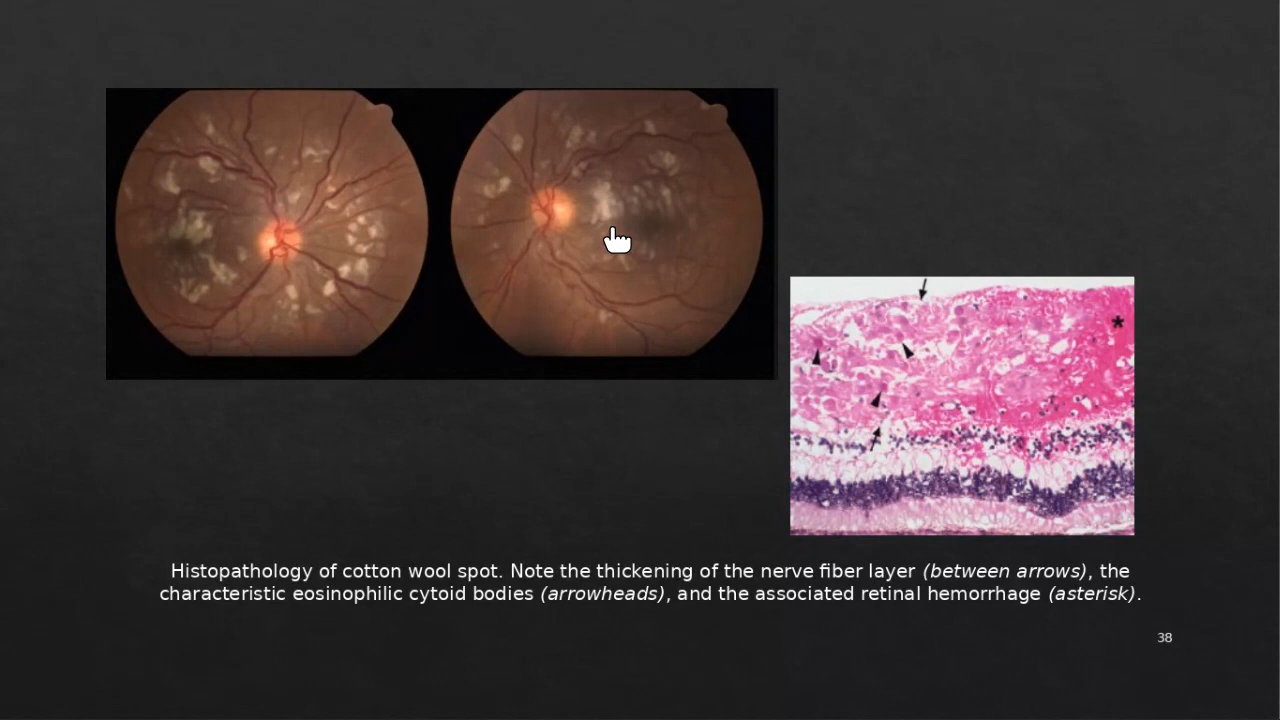 *
Histopathology of cotton wool spot. Note the thickening of the nerve fiber layer (between arrows), the
characteristic eosinophilic cytoid bodies (arrowheads), and the associated retinal hemorrhage (asterisk).
38